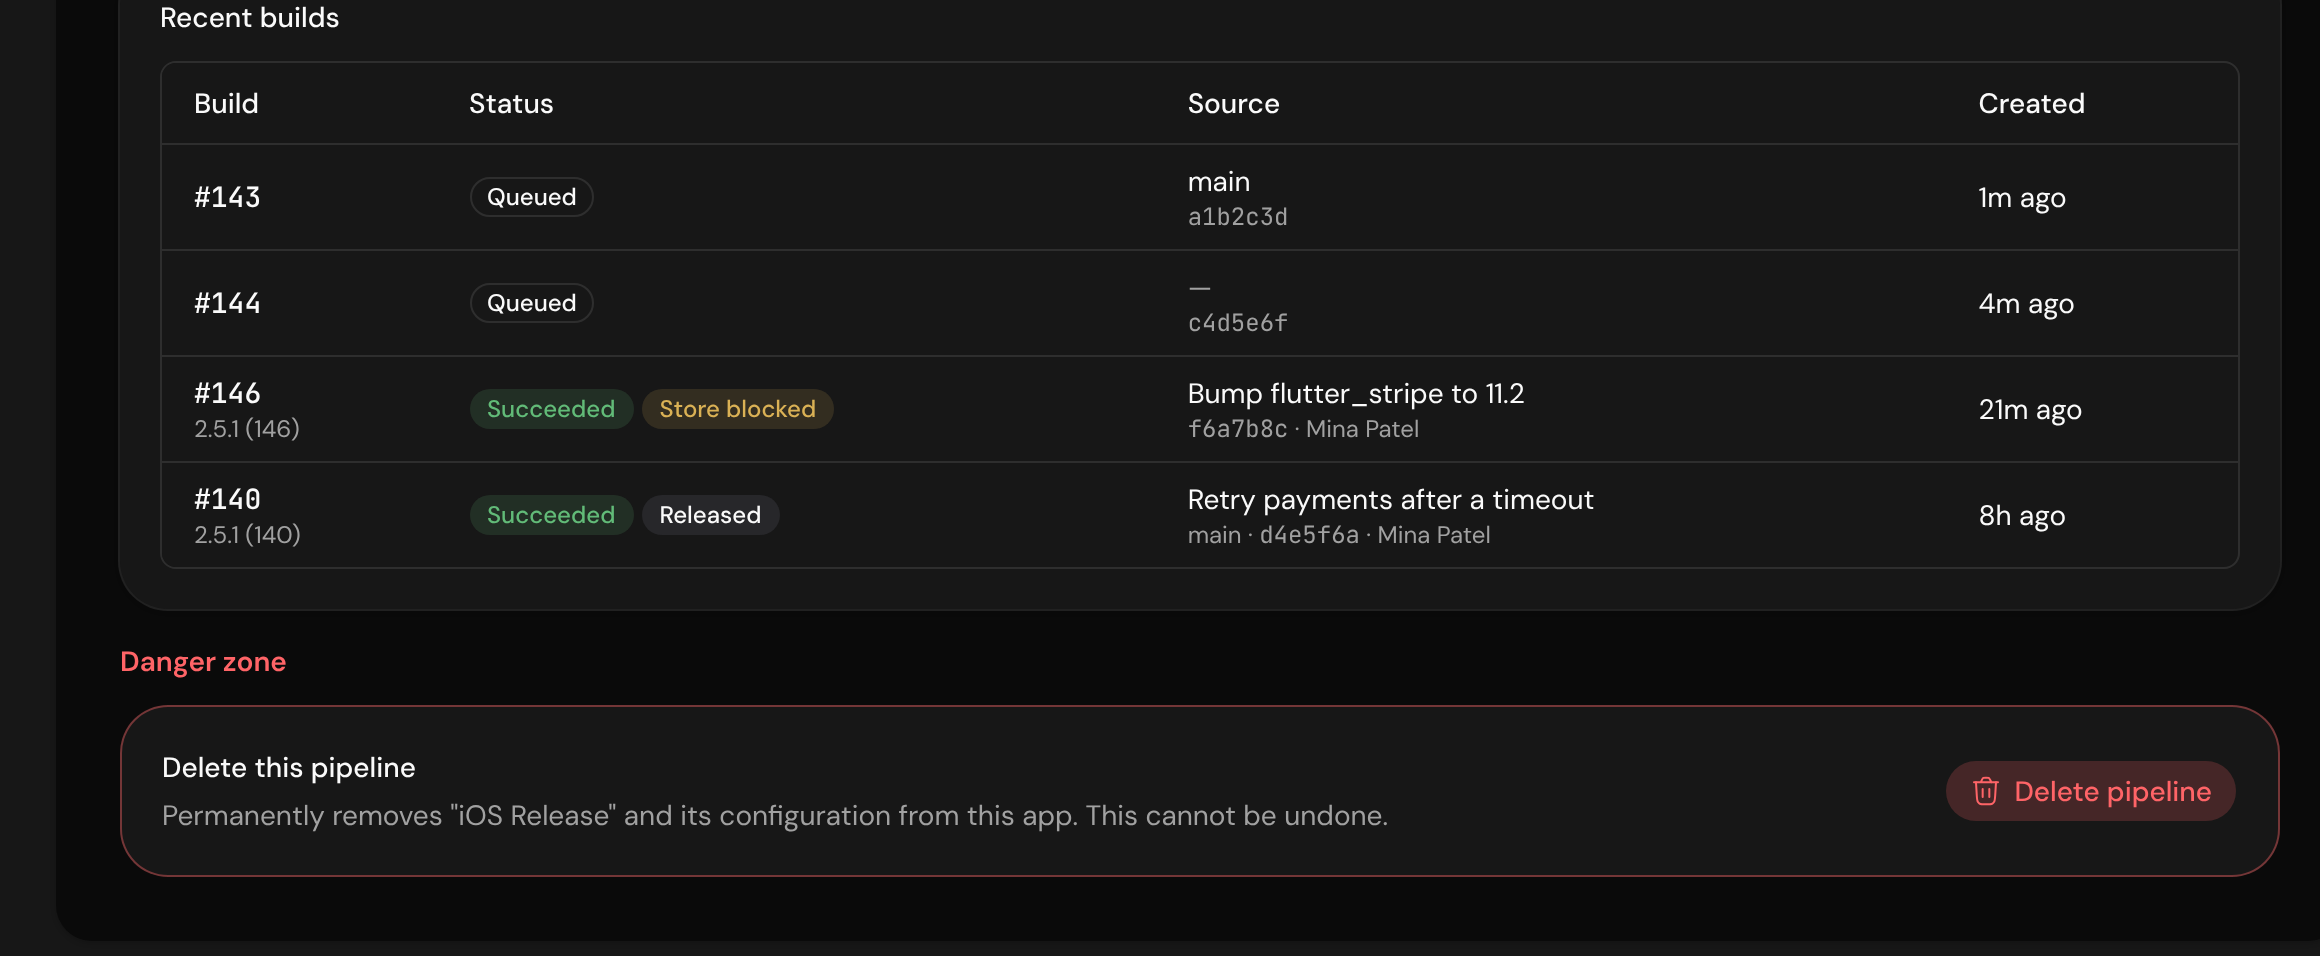 Recent builds
Build Status Source Created
#143 Queued main 1m ago
a1b2c3d
#144 Queued — 4m ago
c4d5e6f
#146 Succeeded Store blocked Bump flutter_stripe to 11.2 21m ago
2.5.1 (146) f6a7b8c · Mina Patel
#140 Succeeded Released Retry payments after a timeout 8h ago
2.5.1 (140) main · d4e5f6a · Mina Patel
Danger zone
Delete this pipeline
Permanently removes "iOS Release" and its configuration from this app. This cannot be undone.
Delete pipeline